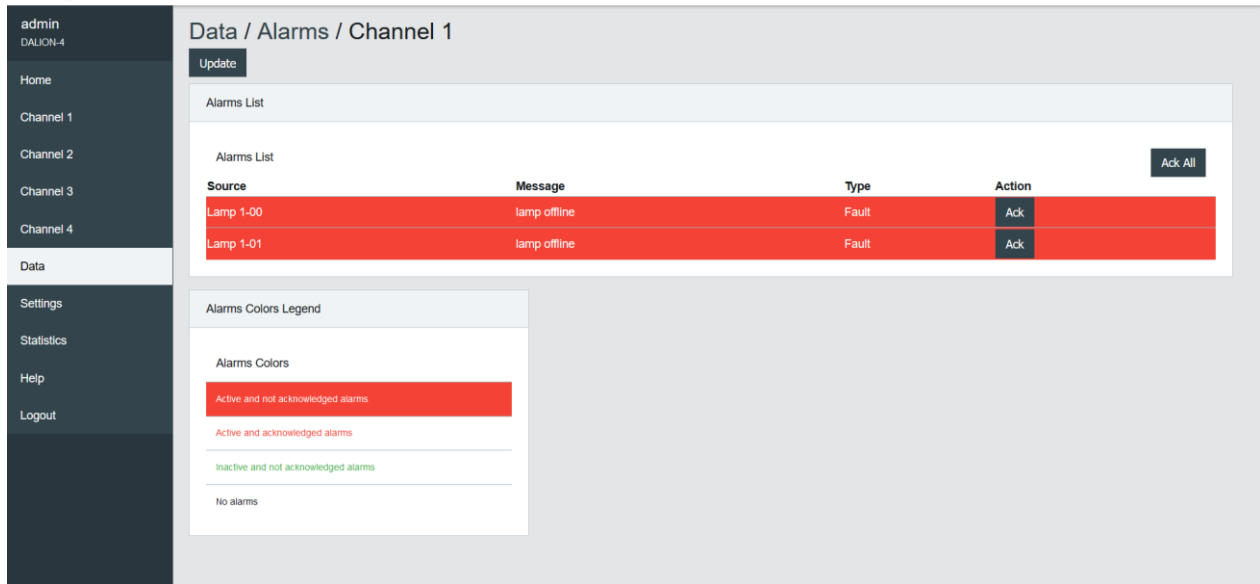 admin
DALION-4
Home
Channel 1
Channel 2
Channel 3
Channel 4
Data
Settings
Statistics
Help
Logout
Data / Alarms / Channel 1
Update
Alarms List
Alarms List
Ack All
Source Message Type Action
Lamp 1-00 lamp offline Fault Ack
Lamp 1-01 lamp offline Fault Ack
Alarms Colors Legend
Alarms Colors
Active and not acknowledged alarms
Active and acknowledged alarms
Inactive and not acknowledged alarms
No alarms